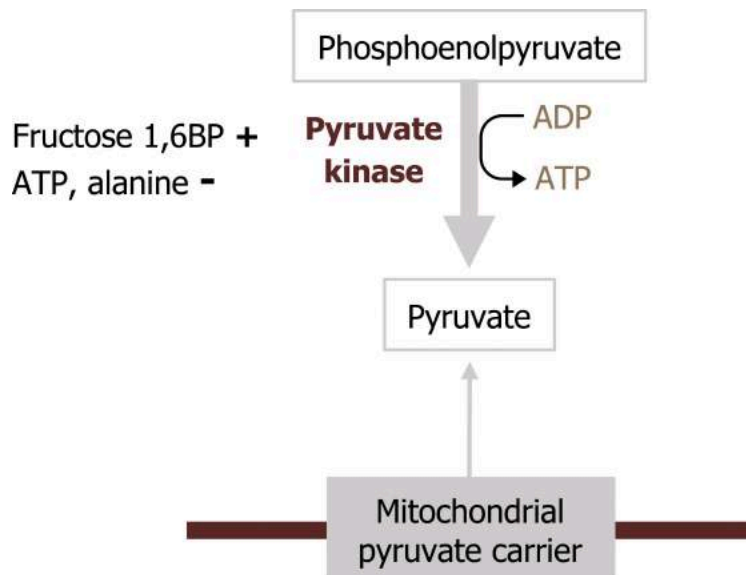 Phosphoenolpyruvate
Fructose 1,6BP +
ATP, alanine -
Pyruvate
kinase
ADP
ATP
Pyruvate
Mitochondrial
pyruvate carrier